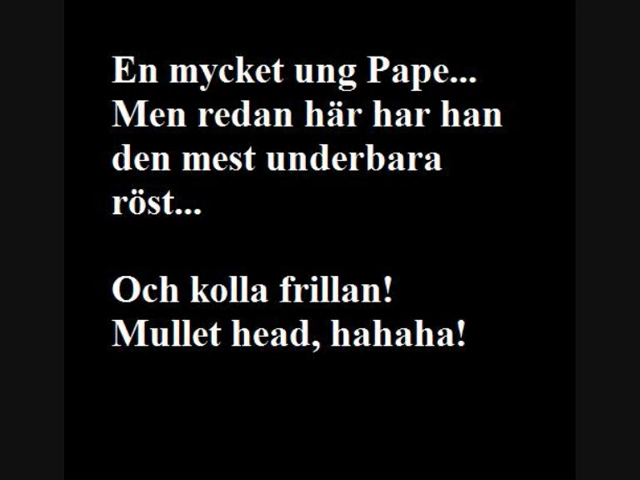 En mycket ung Pape...
Men redan här har han
den mest underbara
röst...
Och kolla frillan!
Mullet head, hahaha!